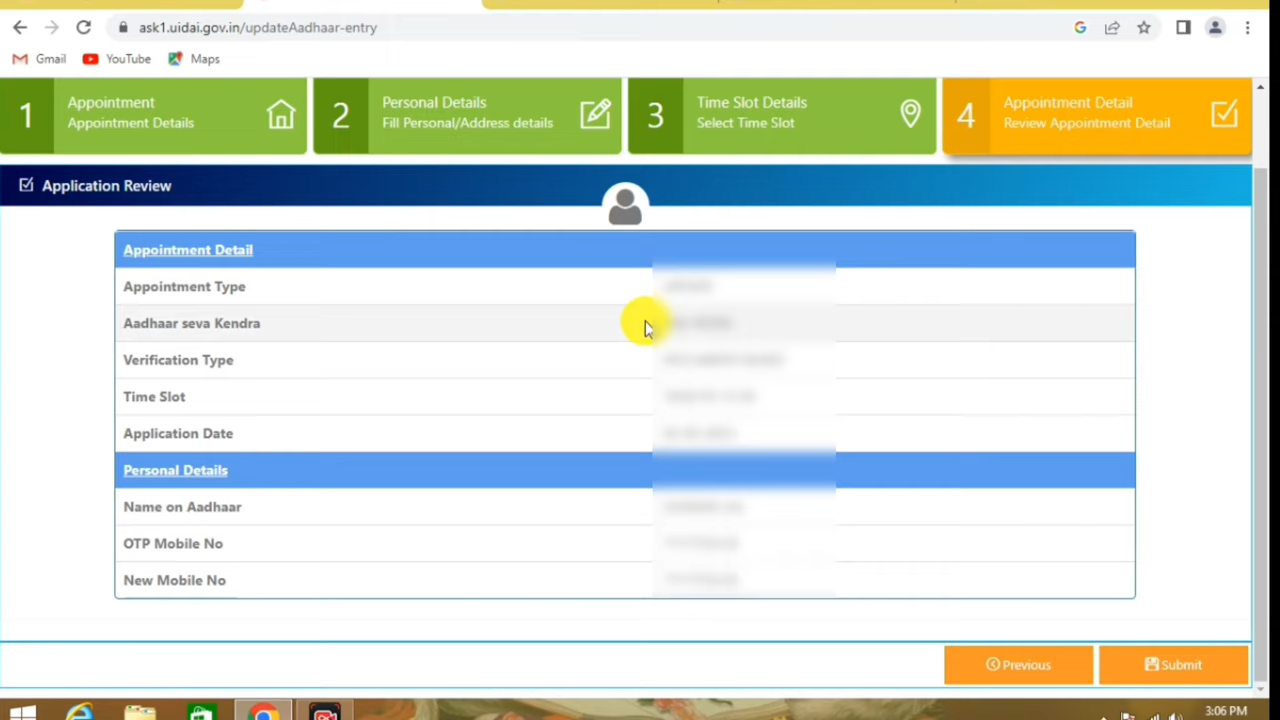 ask1.uidai.gov.in/updateAadhaar-entry
Gmail YouTube Maps
1 Appointment
Appointment Details
2 Personal Details
Fill Personal/Address details
3 Time Slot Details
Select Time Slot
4 Appointment Detail
Review Appointment Detail
Application Review
Appointment Detail
Appointment Type
Aadhaar seva Kendra
Verification Type
Time Slot
Application Date
Personal Details
Name on Aadhaar
OTP Mobile No
New Mobile No
Previous Submit
3:06 PM